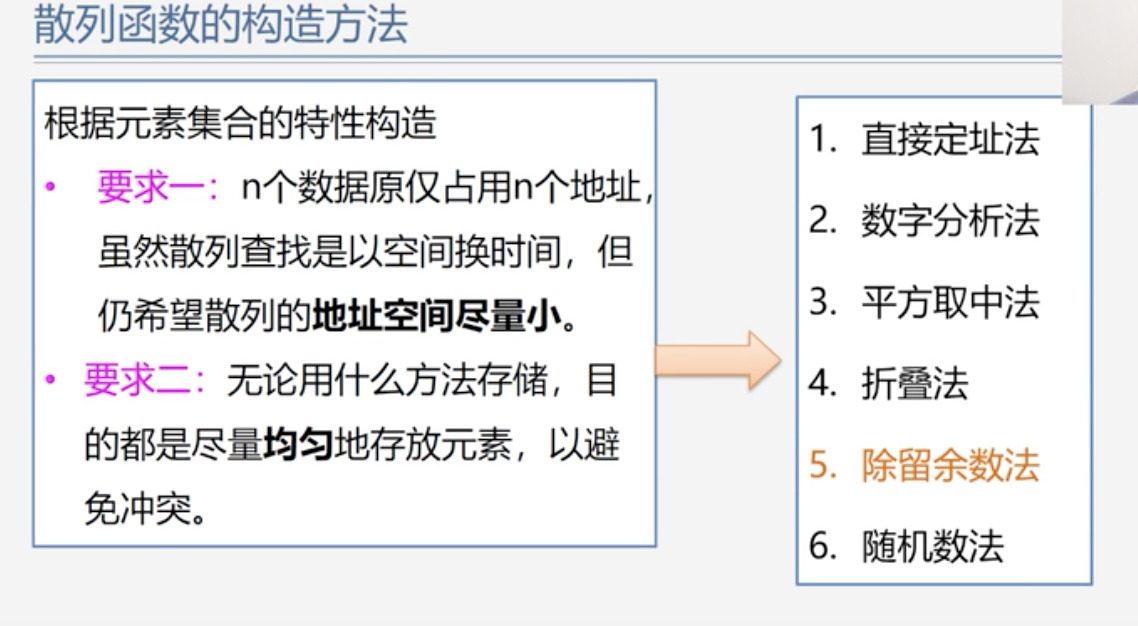 散列函数的构造方法
根据元素集合的特性构造
• 要求一：n个数据原仅占用n个地址，
虽然散列查找是以空间换时间，但
仍希望散列的地址空间尽量小。
• 要求二：无论用什么方法存储，目
的都是尽量均匀地存放元素，以避
免冲突。
1. 直接定址法
2. 数字分析法
3. 平方取中法
4. 折叠法
5. 除留余数法
6. 随机数法